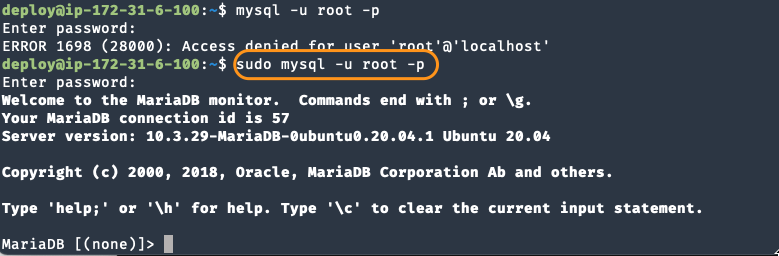 deploy@ip-172-31-6-100:~$ mysql -u root -p
Enter password:
ERROR 1698 (28000): Access denied for user 'root'@'localhost'
deploy@ip-172-31-6-100:~$ sudo mysql -u root -p
Enter password:
Welcome to the MariaDB monitor.  Commands end with ; or \g.
Your MariaDB connection id is 57
Server version: 10.3.29-MariaDB-0ubuntu0.20.04.1 Ubuntu 20.04
Copyright (c) 2000, 2018, Oracle, MariaDB Corporation Ab and others.
Type 'help;' or '\h' for help. Type '\c' to clear the current input statement.
MariaDB [(none)]>